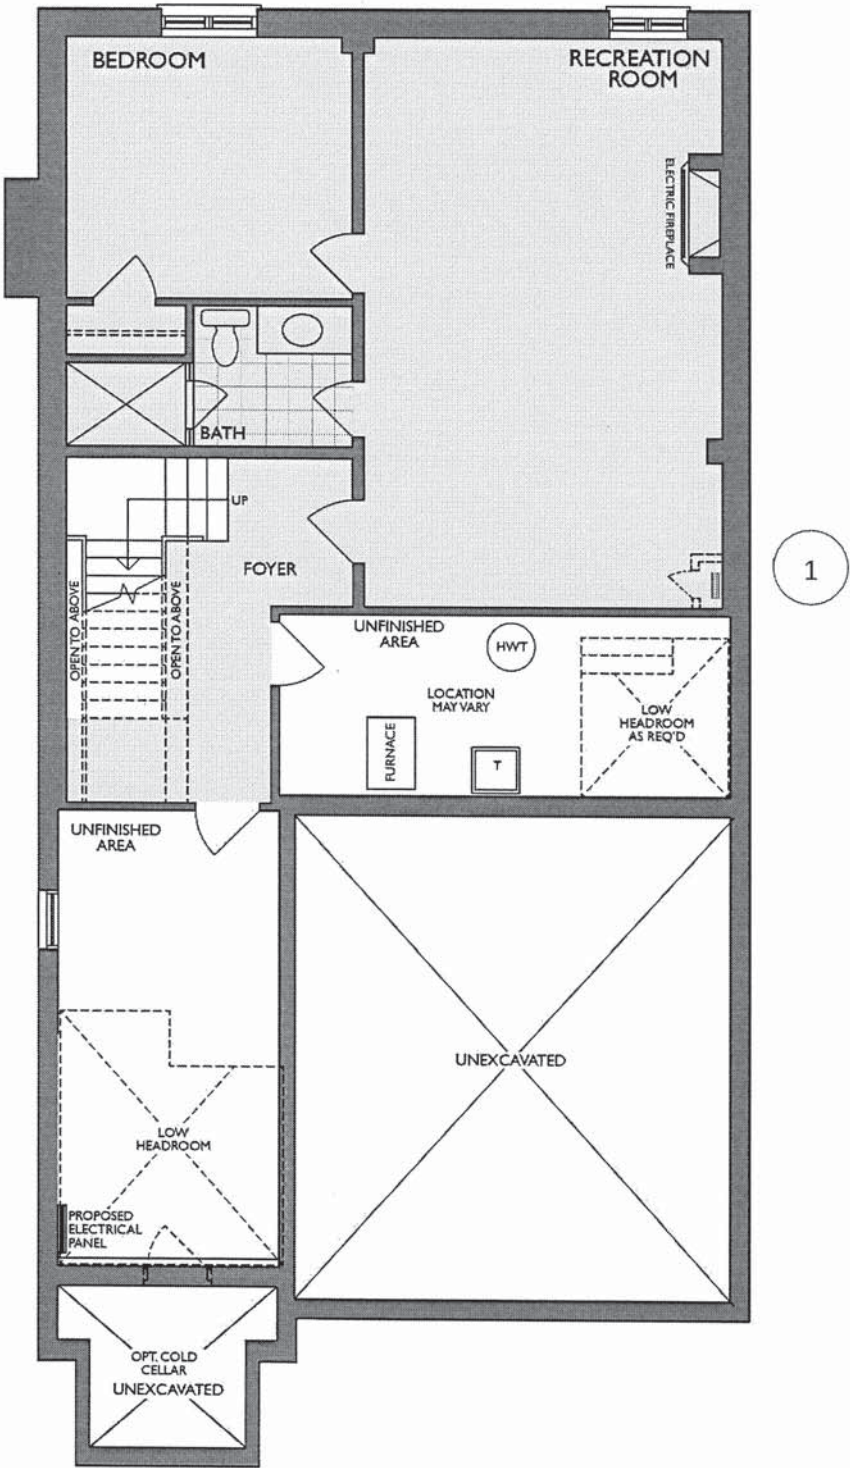 BEDROOM
RECREATION
ROOM
ELECTRIC FIREPLACE
BATH
UP
FOYER
OPEN TO ABOVE
OPEN TO ABOVE
1
UNFINISHED
AREA
HWT
LOCATION
MAY VARY
LOW
HEADROOM
AS REQ'D
FURNACE
T
UNFINISHED
AREA
UNEXCAVATED
LOW
HEADROOM
PROPOSED
ELECTRICAL
PANEL
OPT. COLD
CELLAR
UNEXCAVATED